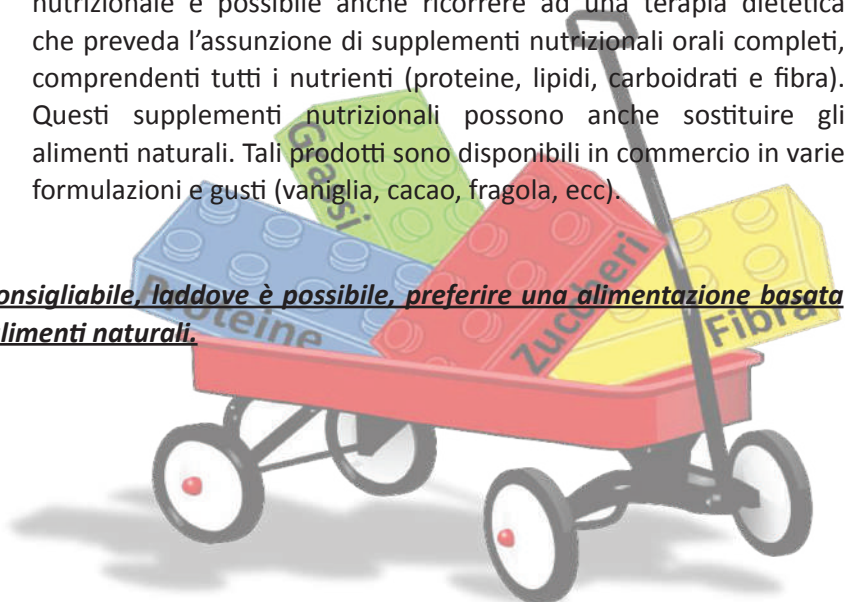 nutrizionale è possibile anche ricorrere ad una terapia dietetica
che preveda l'assunzione di supplementi nutrizionali orali completi,
comprendenti tutti i nutrienti (proteine, lipidi, carboidrati e fibra).
Questi supplementi nutrizionali possono anche sostituire gli
alimenti naturali. Tali prodotti sono disponibili in commercio in varie
formulazioni e gusti (vaniglia, cacao, fragola, ecc).
onsigliabile, laddove è possibile, preferire una alimentazione basata
limenti naturali.
Grassi
Proteine
Zuccheri
Fibra